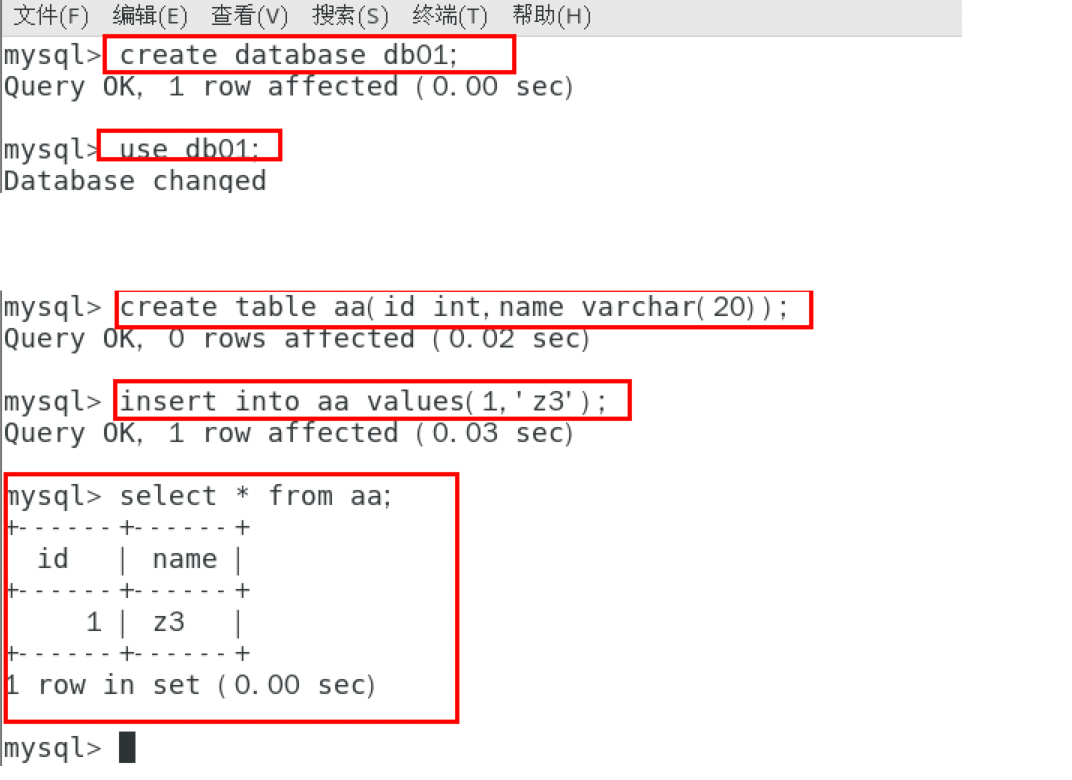 文件(F) 编辑(E) 查看(V) 搜索(S) 终端(T) 帮助(H)
mysql> create database db01;
Query OK, 1 row affected (0.00 sec)
mysql> use db01;
Database changed
mysql> create table aa(id int,name varchar(20));
Query OK, 0 rows affected (0.02 sec)
mysql> insert into aa values(1,'z3');
Query OK, 1 row affected (0.03 sec)
mysql> select * from aa;
+------+------+
id | name |
+------+------+
1 | z3 |
+------+------+
1 row in set (0.00 sec)
mysql>